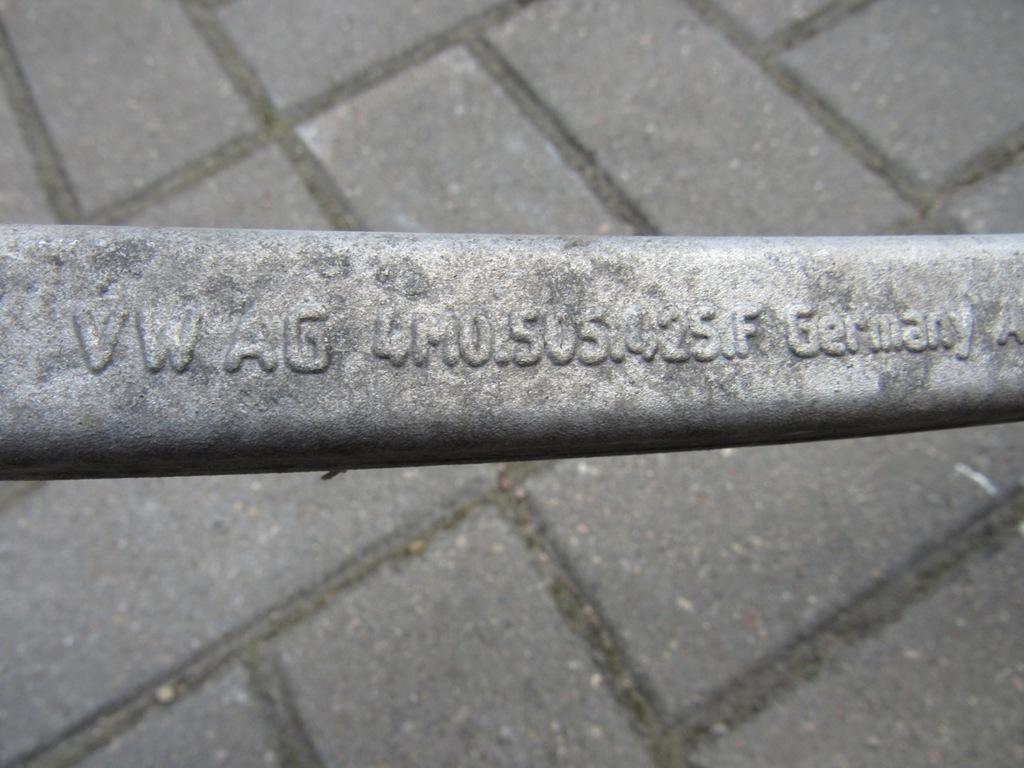 VW AG 4M0.505.425.F Germany A